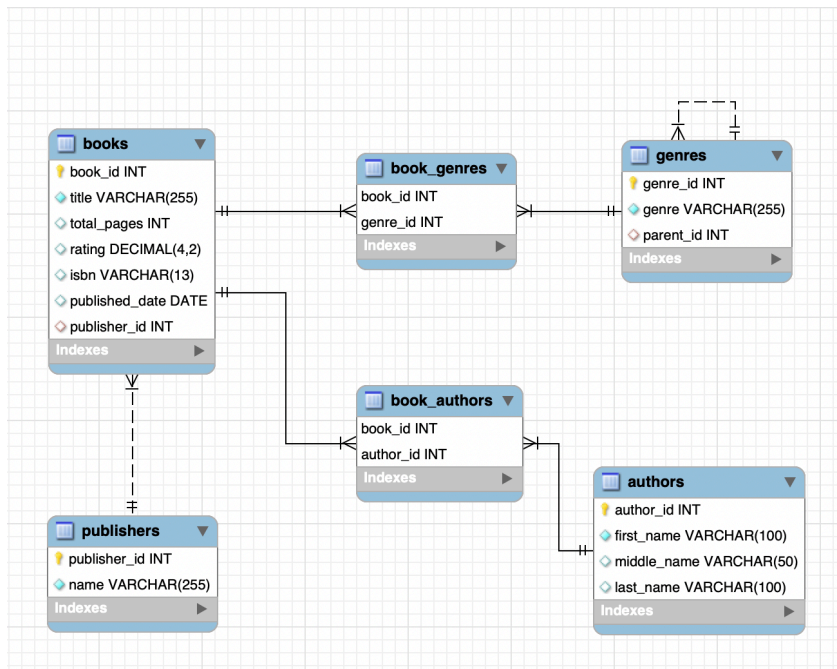 books
book_id INT
title VARCHAR(255)
total_pages INT
rating DECIMAL(4,2)
isbn VARCHAR(13)
published_date DATE
publisher_id INT
Indexes
book_genres
book_id INT
genre_id INT
Indexes
genres
genre_id INT
genre VARCHAR(255)
parent_id INT
Indexes
book_authors
book_id INT
author_id INT
Indexes
authors
author_id INT
first_name VARCHAR(100)
middle_name VARCHAR(50)
last_name VARCHAR(100)
Indexes
publishers
publisher_id INT
name VARCHAR(255)
Indexes